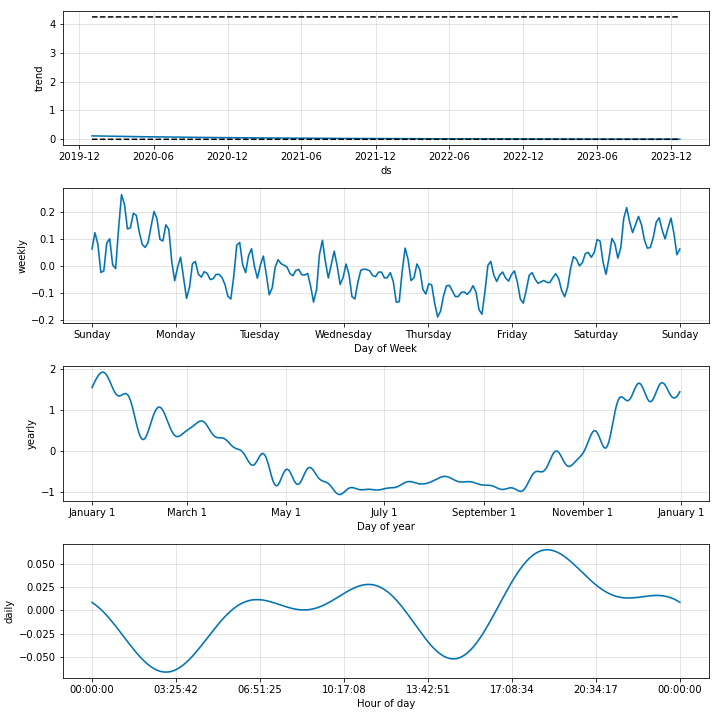 4
3
2
1
0
trend
2019-12 2020-06 2020-12 2021-06 2021-12 2022-06 2022-12 2023-06 2023-12
ds
0.2
0.1
0.0
−0.1
−0.2
weekly
Sunday Monday Tuesday Wednesday Thursday Friday Saturday Sunday
Day of Week
2
1
0
−1
yearly
January 1 March 1 May 1 July 1 September 1 November 1 January 1
Day of year
0.050
0.025
0.000
−0.025
−0.050
daily
00:00:00 03:25:42 06:51:25 10:17:08 13:42:51 17:08:34 20:34:17 00:00:00
Hour of day